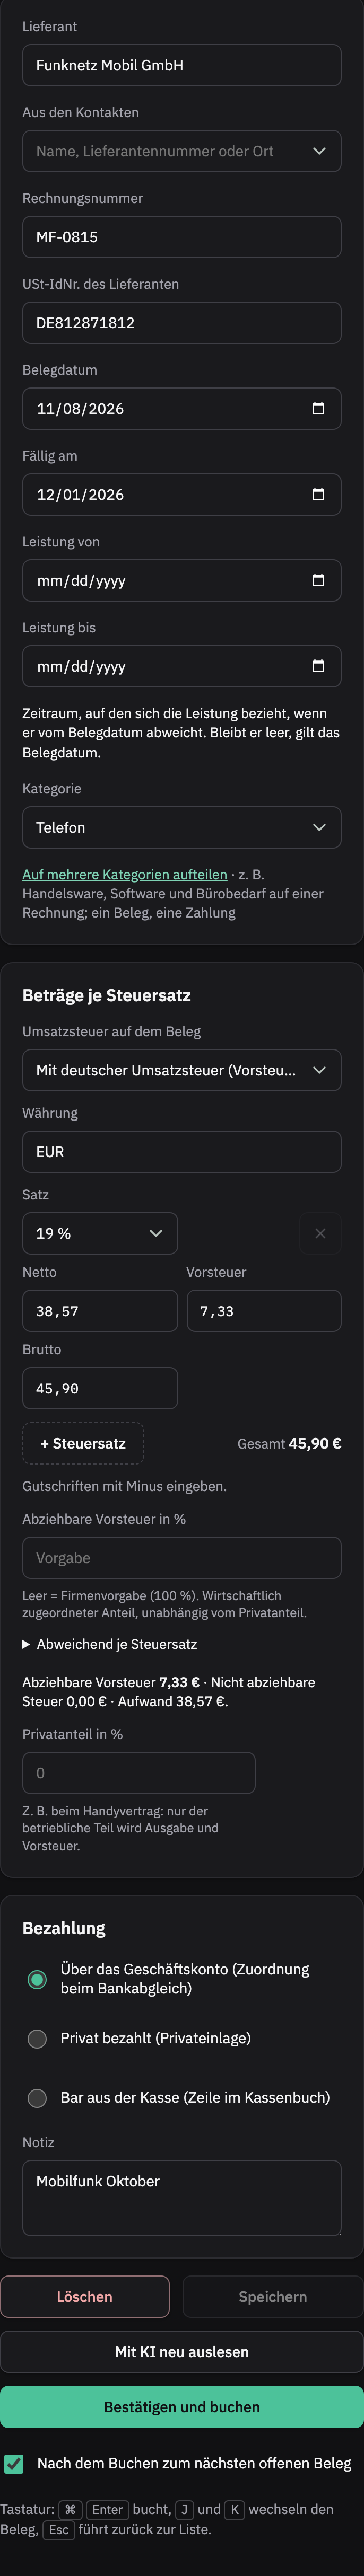 Lieferant
Funknetz Mobil GmbH
Aus den Kontakten
Name, Lieferantennummer oder Ort
Rechnungsnummer
MF-0815
USt-IdNr. des Lieferanten
DE812871812
Belegdatum
11/08/2026
Fällig am
12/01/2026
Leistung von
mm/dd/yyyy
Leistung bis
mm/dd/yyyy
Zeitraum, auf den sich die Leistung bezieht, wenn
er vom Belegdatum abweicht. Bleibt er leer, gilt das
Belegdatum.
Kategorie
Telefon
Auf mehrere Kategorien aufteilen · z. B.
Handelsware, Software und Bürobedarf auf einer
Rechnung; ein Beleg, eine Zahlung
Beträge je Steuersatz
Umsatzsteuer auf dem Beleg
Mit deutscher Umsatzsteuer (Vorsteu...
Währung
EUR
Satz
19 %
Netto Vorsteuer
38,57 7,33
Brutto
45,90
+ Steuersatz Gesamt 45,90 €
Gutschriften mit Minus eingeben.
Abziehbare Vorsteuer in %
Vorgabe
Leer = Firmenvorgabe (100 %). Wirtschaftlich
zugeordneter Anteil, unabhängig vom Privatanteil.
Abweichend je Steuersatz
Abziehbare Vorsteuer 7,33 € · Nicht abziehbare
Steuer 0,00 € · Aufwand 38,57 €.
Privatanteil in %
0
Z. B. beim Handyvertrag: nur der
betriebliche Teil wird Ausgabe und
Vorsteuer.
Bezahlung
Über das Geschäftskonto (Zuordnung
beim Bankabgleich)
Privat bezahlt (Privateinlage)
Bar aus der Kasse (Zeile im Kassenbuch)
Notiz
Mobilfunk Oktober
Löschen Speichern
Mit KI neu auslesen
Bestätigen und buchen
Nach dem Buchen zum nächsten offenen Beleg
Tastatur: ⌘ Enter bucht, J und K wechseln den
Beleg, Esc führt zurück zur Liste.